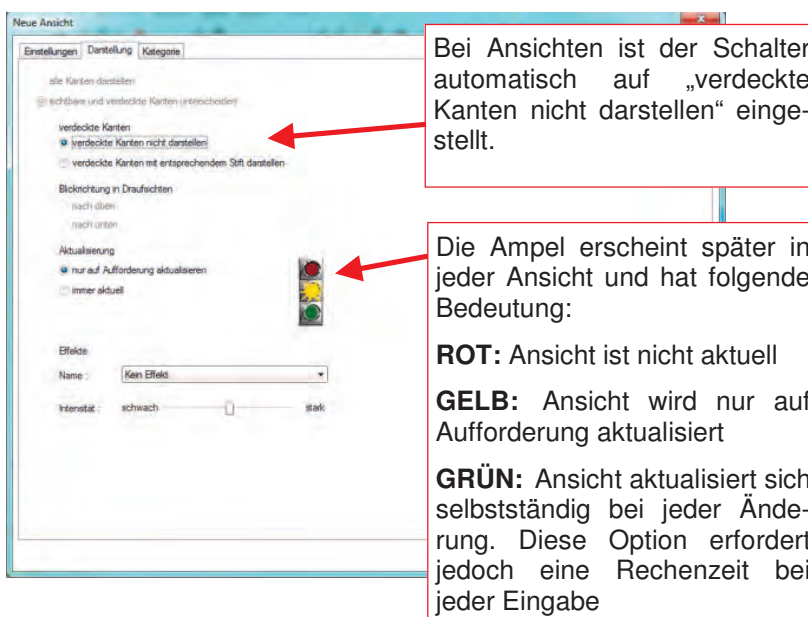 Neue Ansicht
Einstellungen Darstellung Kategorie
alle Kanten darstellen
sichtbare und verdeckte Kanten unterscheiden
verdeckte Kanten
verdeckte Kanten nicht darstellen
verdeckte Kanten mit entsprechendem Stift darstellen
Blickrichtung in Draufsichten
nach oben
nach unten
Aktualisierung
nur auf Aufforderung aktualisieren
immer aktuell
Effekte
Name : Kein Effekt
Intensität : schwach stark
Bei Ansichten ist der Schalter
automatisch auf „verdeckte
Kanten nicht darstellen“ einge-
stellt.
Die Ampel erscheint später in
jeder Ansicht und hat folgende
Bedeutung:
ROT: Ansicht ist nicht aktuell
GELB: Ansicht wird nur auf
Aufforderung aktualisiert
GRÜN: Ansicht aktualisiert sich
selbstständig bei jeder Ände-
rung. Diese Option erfordert
jedoch eine Rechenzeit bei
jeder Eingabe